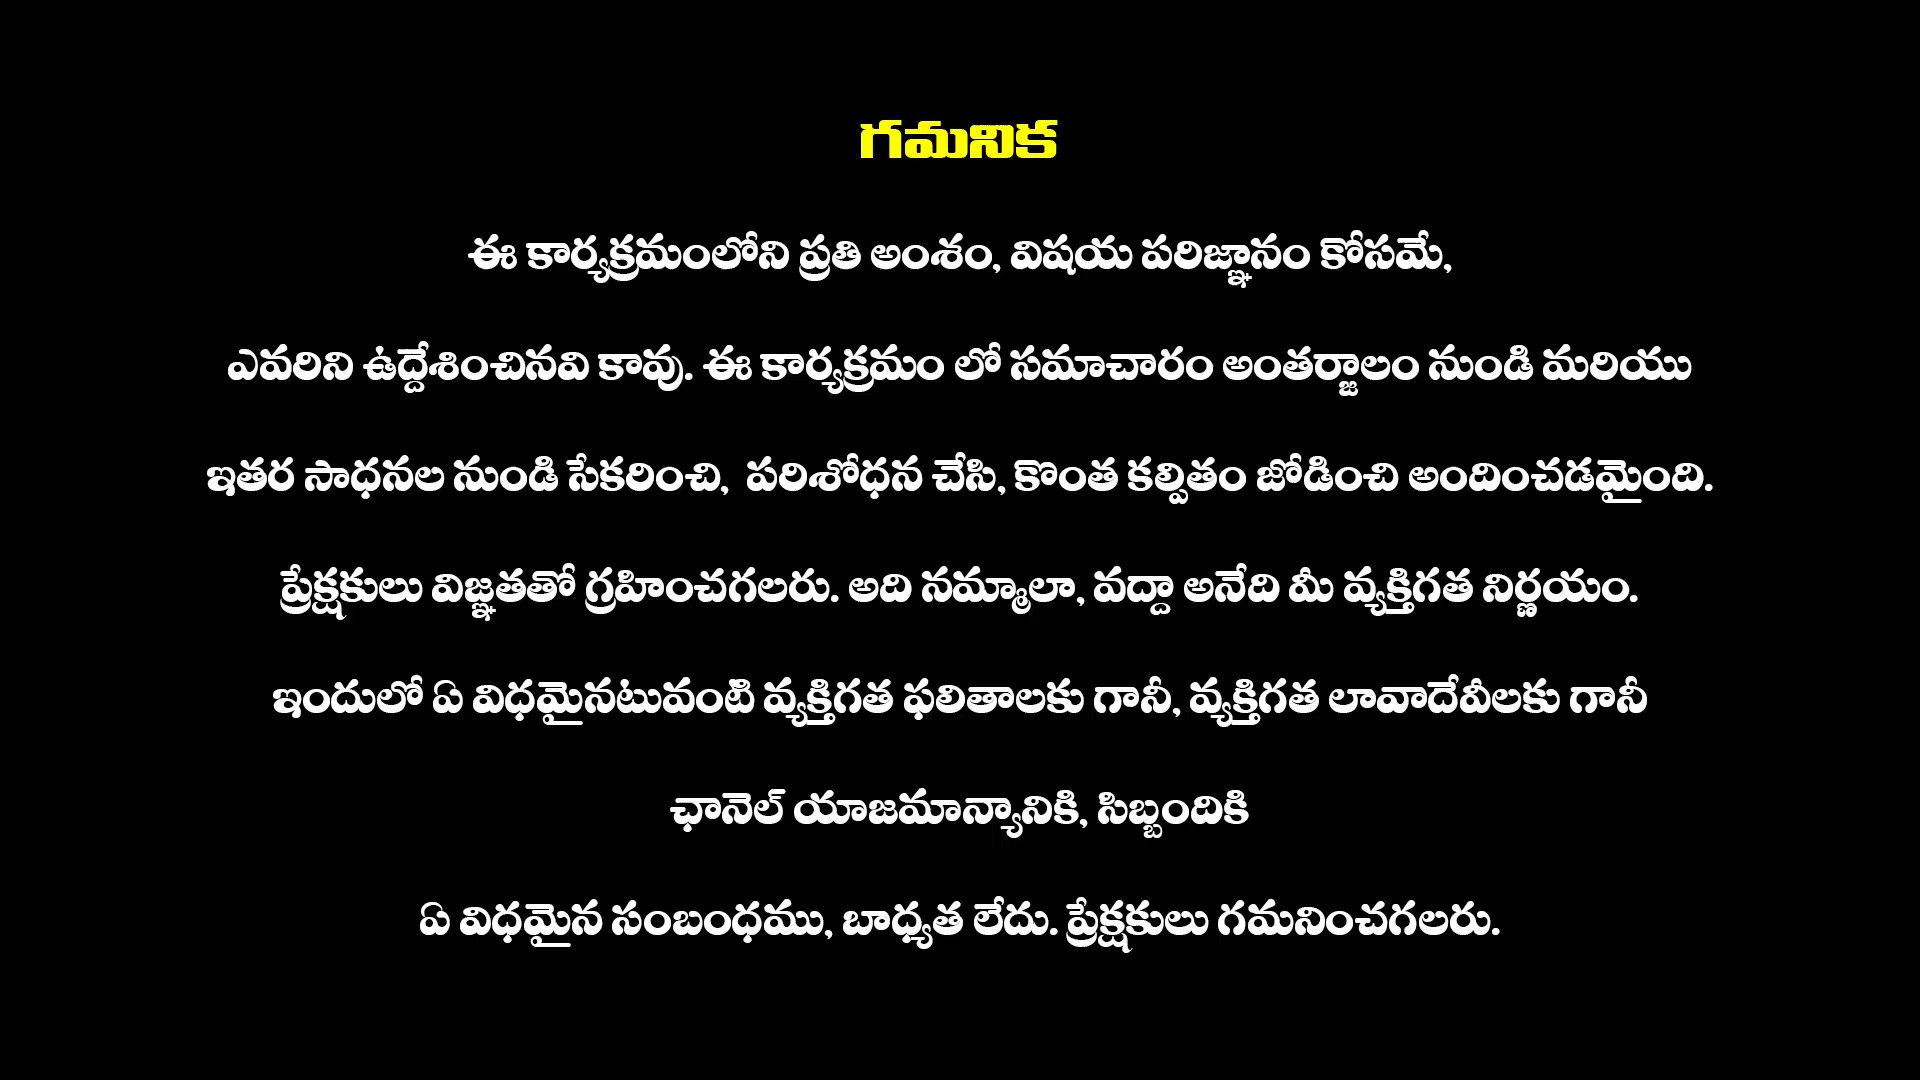 గమనిక
ఈ కార్యక్రమంలోని ప్రతి అంశం, విషయ పరిజ్ఞానం కోసమే,
ఎవరిని ఉద్దేశించినవి కావు. ఈ కార్యక్రమం లో సమాచారం అంతర్జాలం నుండి మరియు
ఇతర సాధనల నుండి సేకరించి, పరిశోధన చేసి, కొంత కల్పితం జోడించి అందించడమైంది.
ప్రేక్షకులు విజ్ఞతతో గ్రహించగలరు. అది నమ్మాలా, వద్దా అనేది మీ వ్యక్తిగత నిర్ణయం.
ఇందులో ఏ విధమైనటువంటి వ్యక్తిగత ఫలితాలకు గానీ, వ్యక్తిగత లావాదేవీలకు గానీ
ఛానెల్ యాజమాన్యానికి, సిబ్బందికి
ఏ విధమైన సంబంధము, బాధ్యత లేదు. ప్రేక్షకులు గమనించగలరు.